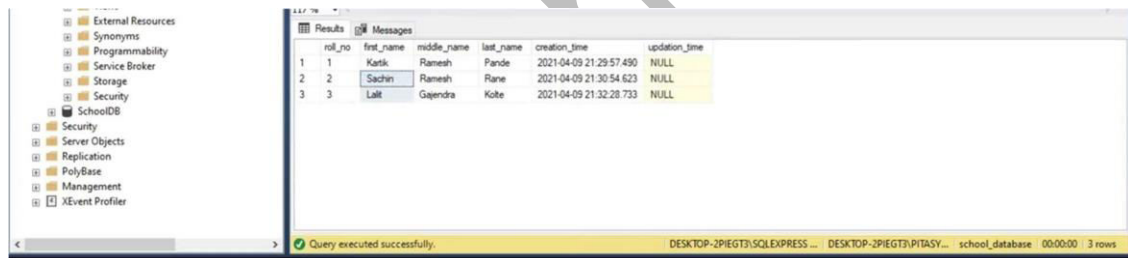 External Resources
Synonyms
Programmability
Service Broker
Storage
Security
SchoolDB
Security
Server Objects
Replication
PolyBase
Management
XEvent Profiler
117 %
Results Messages
roll_no first_name middle_name last_name creation_time updation_time
1 1 Kartik Ramesh Pande 2021-04-09 21:29:57.490 NULL
2 2 Sachin Ramesh Rane 2021-04-09 21:30:54.623 NULL
3 3 Lalit Gajendra Kolte 2021-04-09 21:32:28.733 NULL
Query executed successfully. DESKTOP-2PIEGT3\SQLEXPRESS ... DESKTOP-2PIEGT3\PITASY... school_database 00:00:00 3 rows